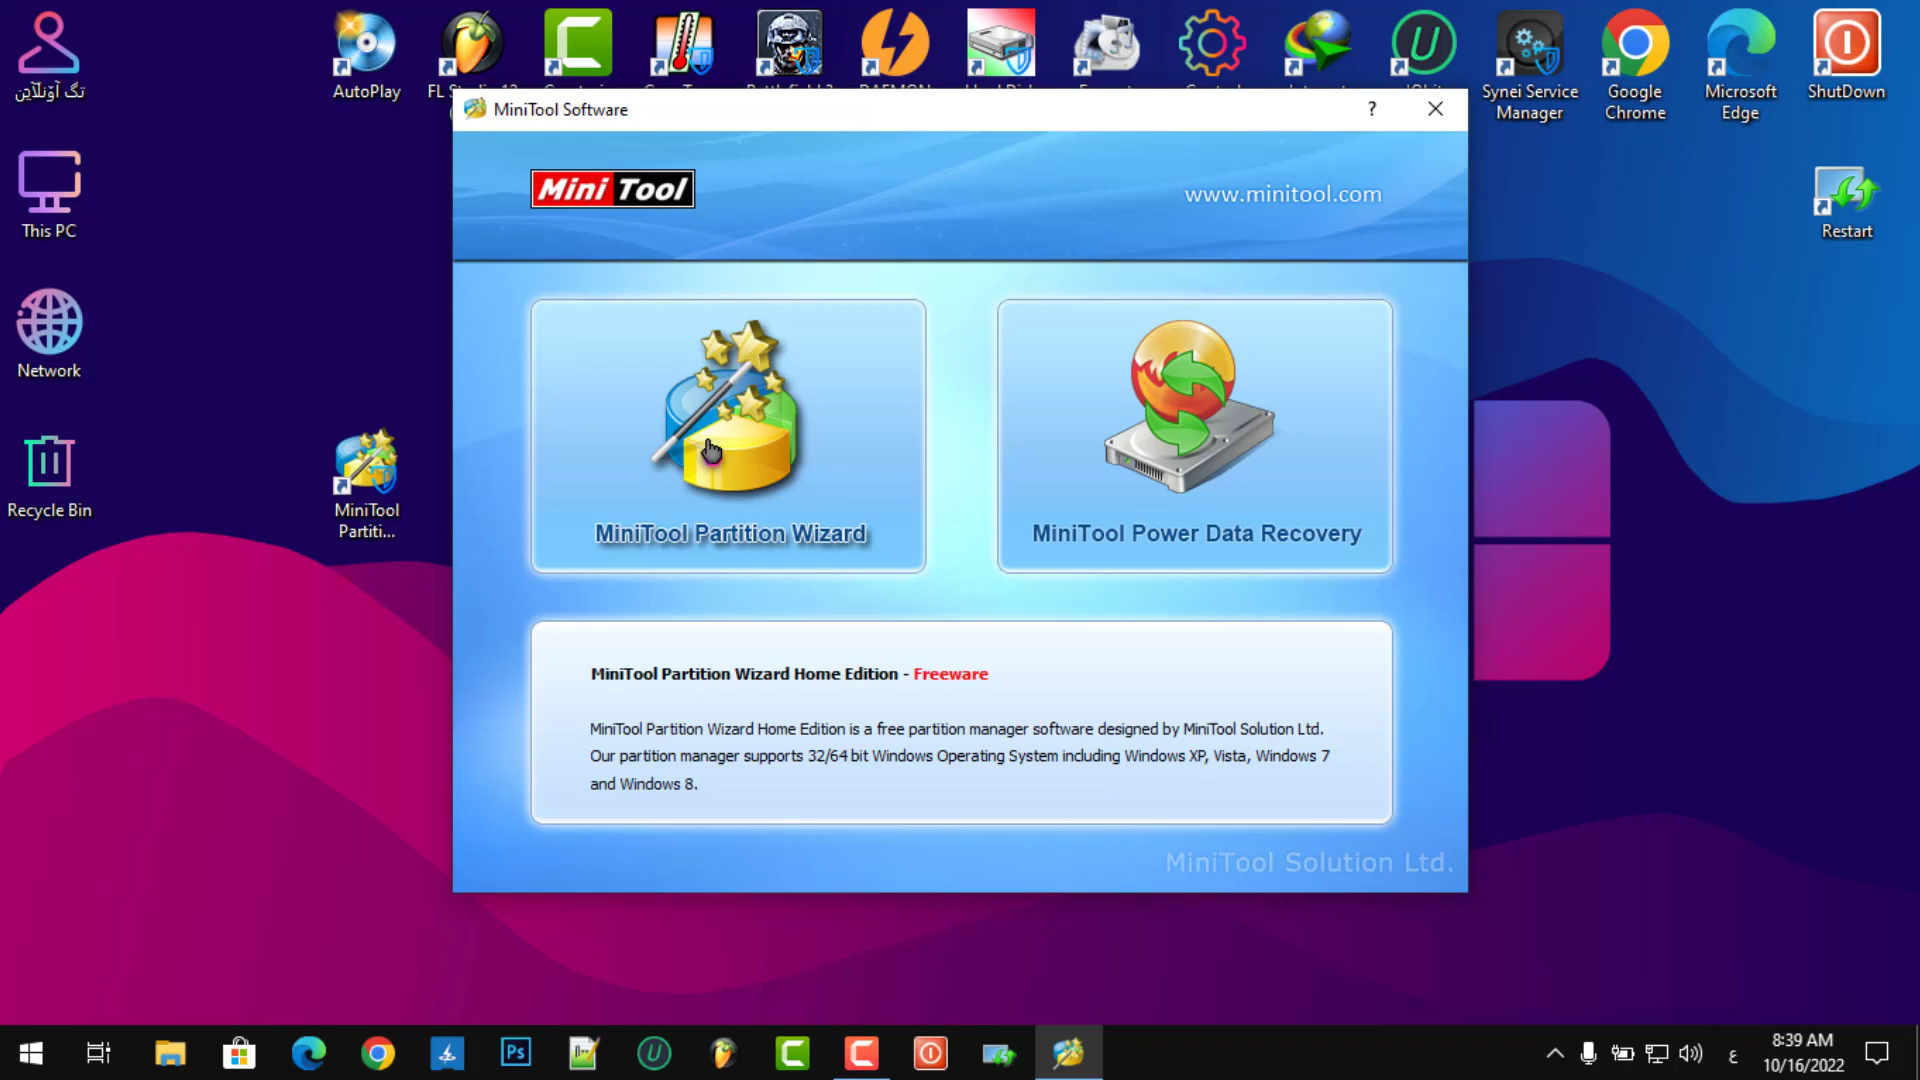 تگ آؤنلآین
AutoPlay
Synei Service
Manager
Google
Chrome
Microsoft
Edge
ShutDown
MiniTool Software
?
Mini Tool
www.minitool.com
This PC
Restart
Network
MiniTool
Partiti...
Recycle Bin
MiniTool Partition Wizard
MiniTool Power Data Recovery
MiniTool Partition Wizard Home Edition - Freeware
MiniTool Partition Wizard Home Edition is a free partition manager software designed by MiniTool Solution Ltd.
Our partition manager supports 32/64 bit Windows Operating System including Windows XP, Vista, Windows 7
and Windows 8.
MiniTool Solution Ltd.
Ps
ع
8:39 AM
10/16/2022